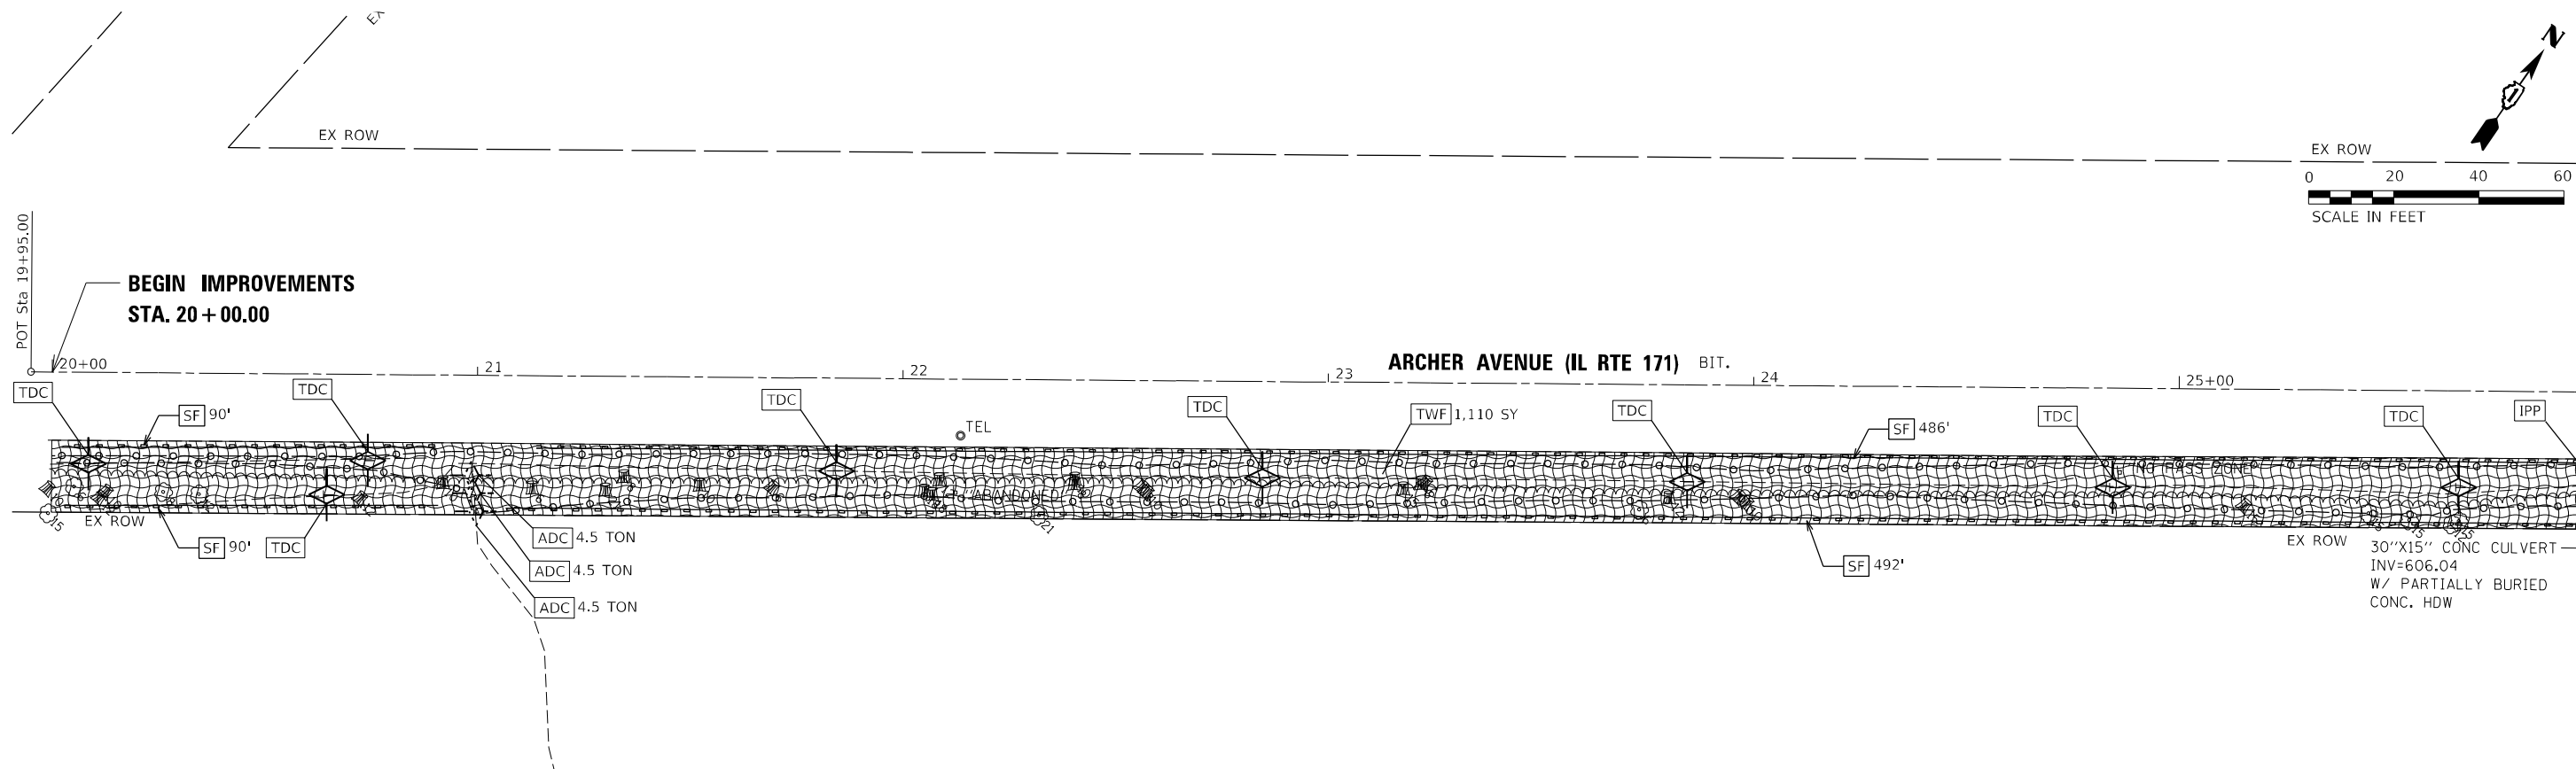 EX
N
EX ROW
EX ROW
0 20 40 60
SCALE IN FEET
POT Sta 19+95.00
BEGIN IMPROVEMENTS
STA. 20+00.00
20+00
21
22
23
ARCHER AVENUE (IL RTE 171) BIT.
24
25+00
TDC
TDC
TDC
TDC
TDC
TDC
TDC
IPP
SF 90'
TEL
TWF 1,110 SY
SF 486'
"NO PASS ZONE"
"ABANDONED
15
EX ROW
21
SF 90'
TDC
ADC 4.5 TON
ADC 4.5 TON
ADC 4.5 TON
SF 492'
EX ROW
30"X15" CONC CULVERT
INV=606.04
W/ PARTIALLY BURIED
CONC. HDW